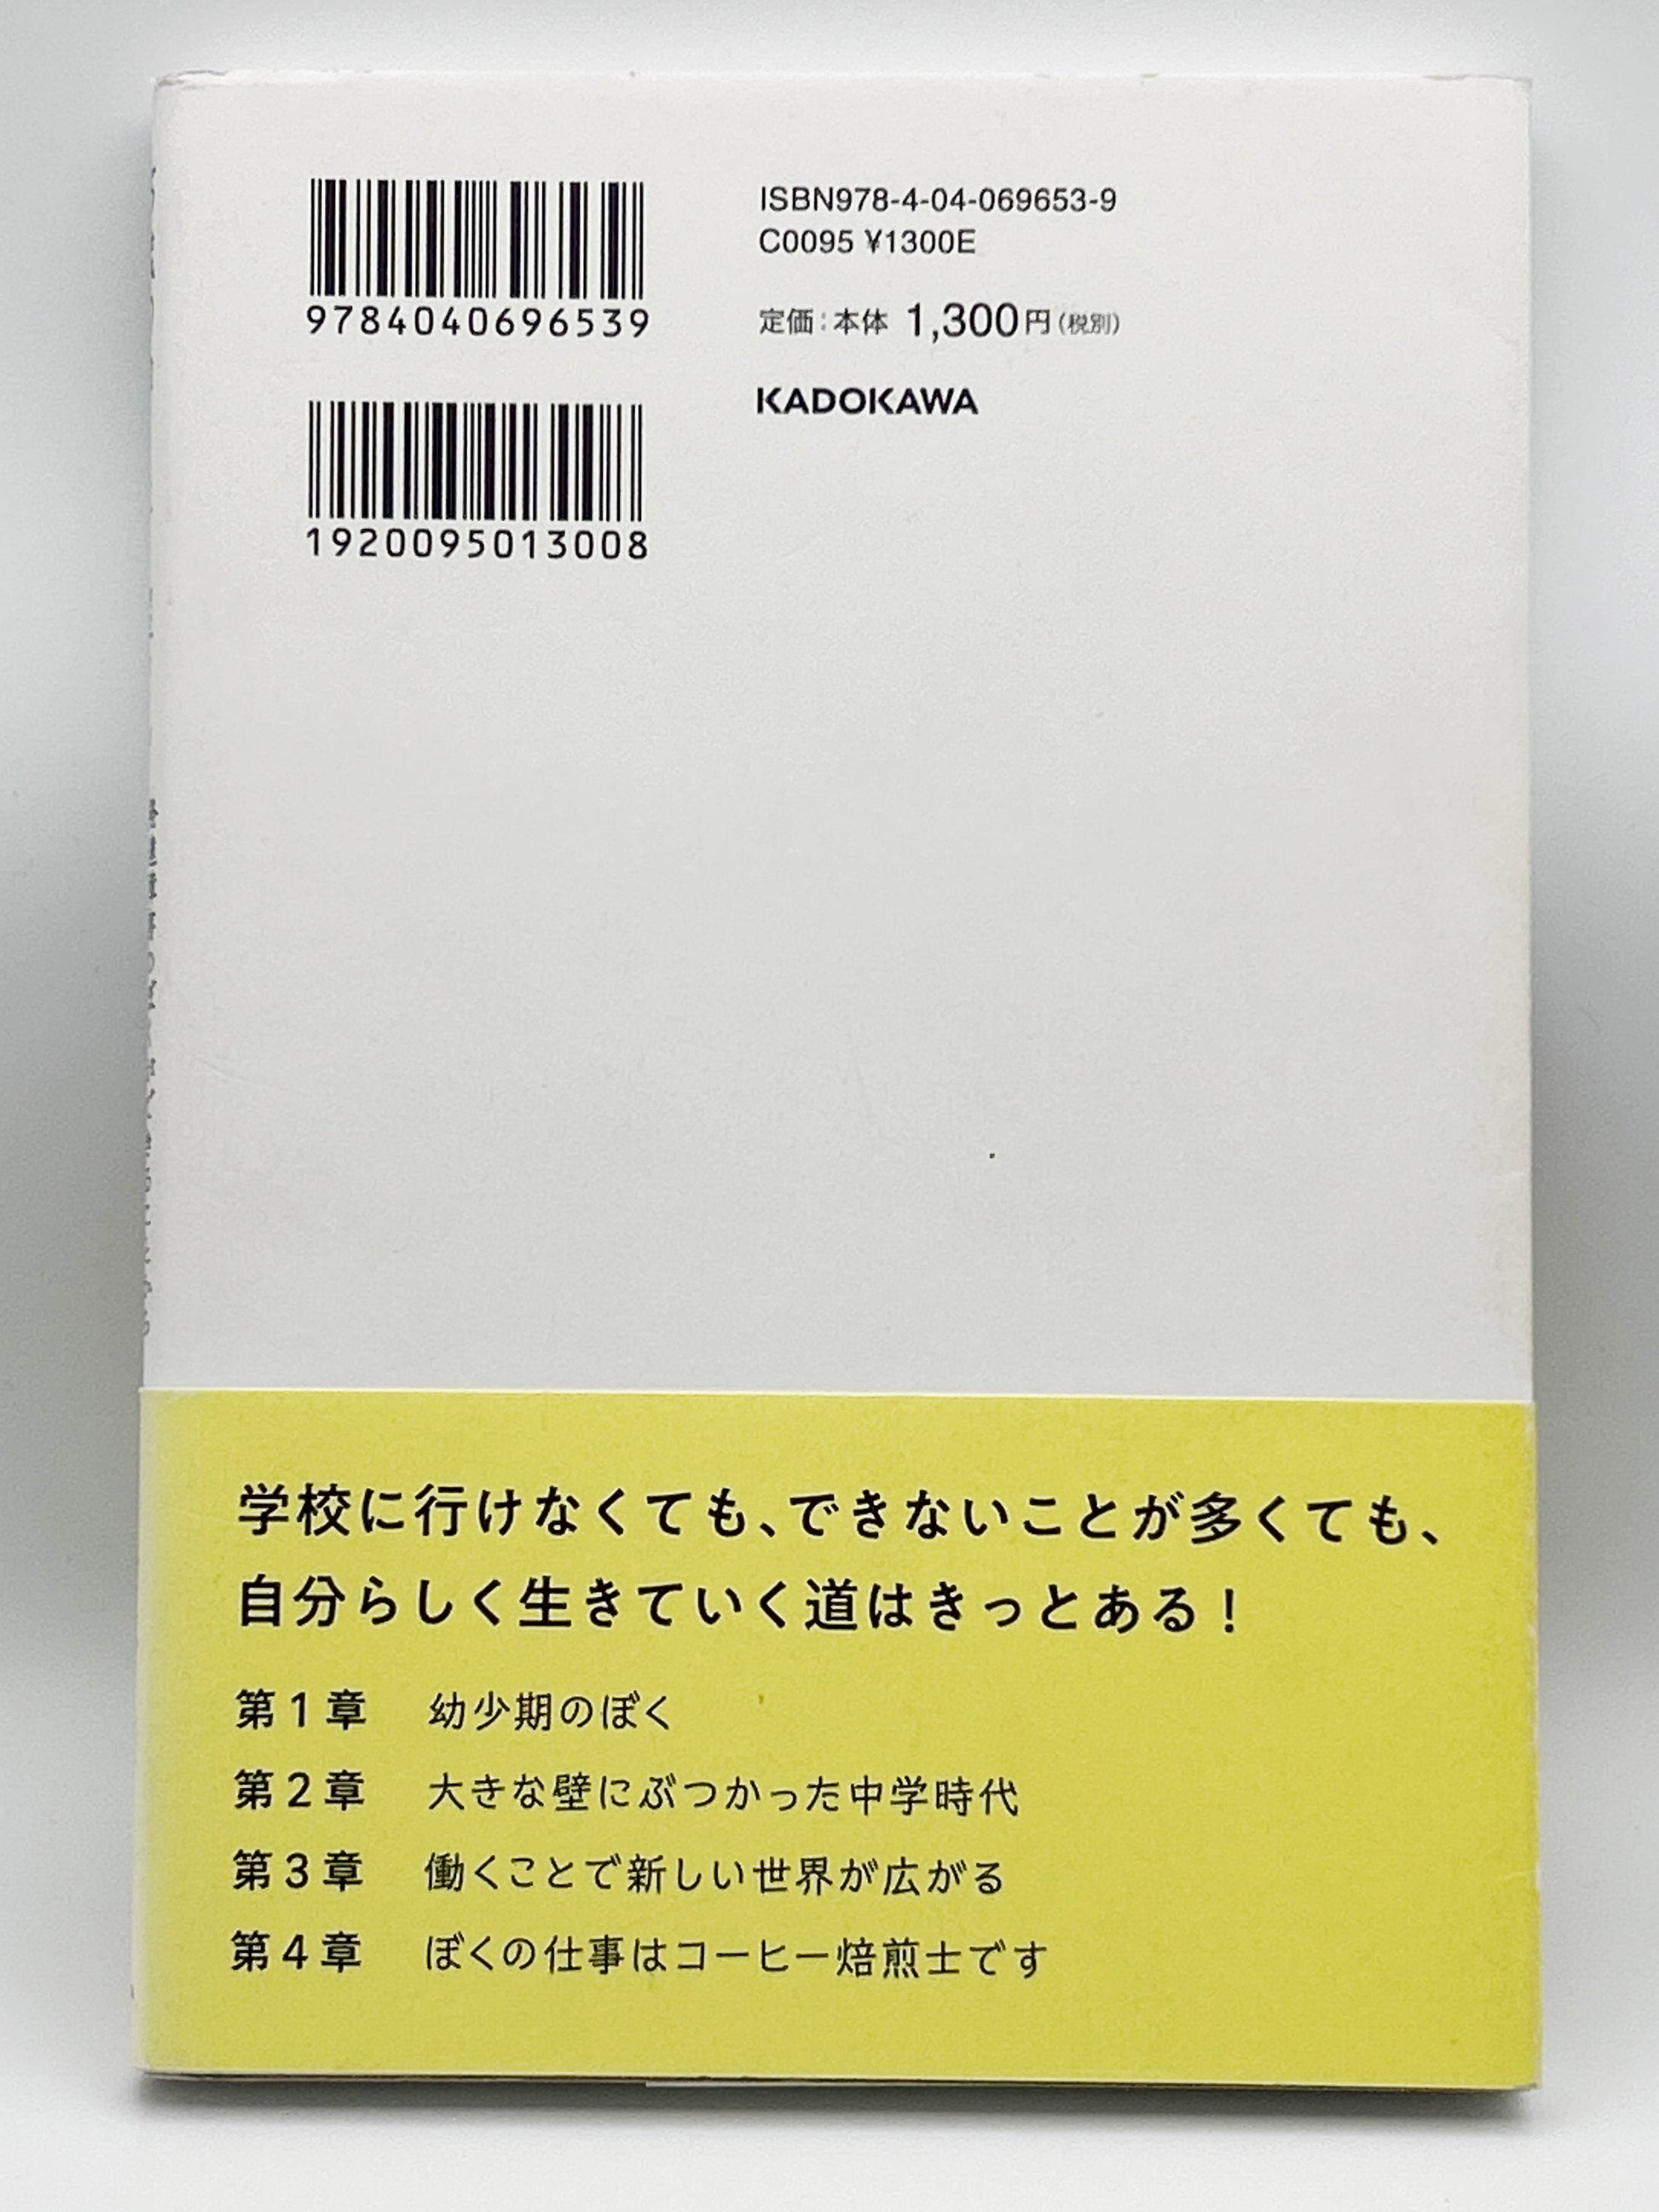 9784040696539
1920095013008
ISBN978-4-04-069653-9
C0095 ¥1300E
定価：本体 1,300円（税別）
KADOKAWA
学校に行けなくても、できないことが多くても、
自分らしく生きていく道はきっとある！
第1章 幼少期のぼく
第2章 大きな壁にぶつかった中学時代
第3章 働くことで新しい世界が広がる
第4章 ぼくの仕事はコーヒー焙煎士です